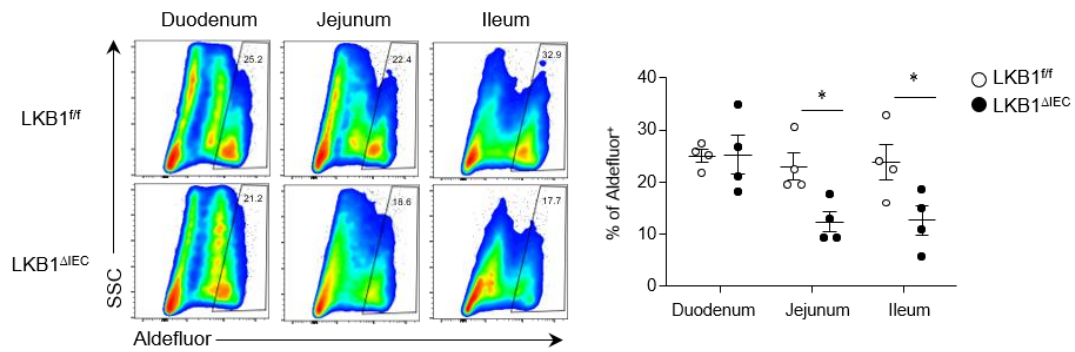 Duodenum Jejunum Ileum
LKB1f/f
25.2 22.4 32.9
LKB1ΔIEC
21.2 18.6 17.7
SSC
Aldefluor
% of Aldefluor+
40
30
20
10
0
* *
Duodenum Jejunum Ileum
LKB1f/f
LKB1ΔIEC